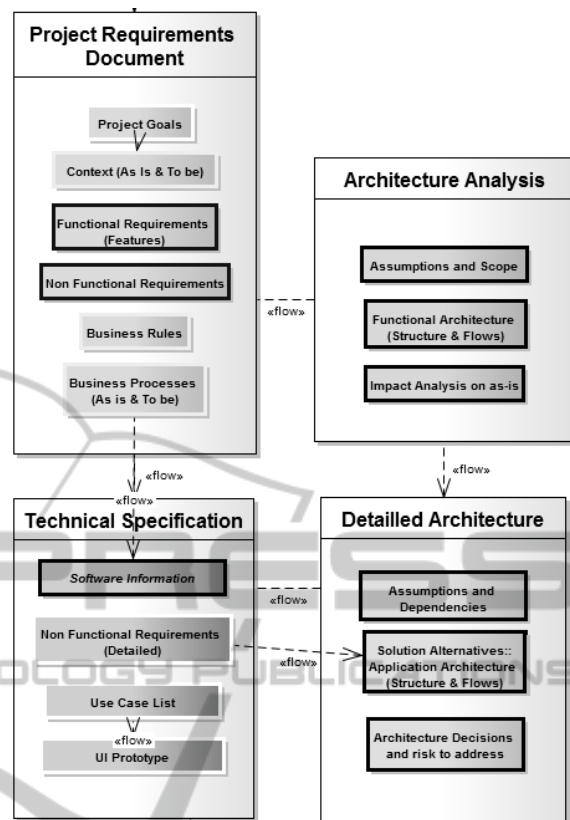 Project Requirements
Document
Project Goals
Context (As Is & To be)
Functional Requirements
(Features)
Non Functional Requirements
Business Rules
Business Processes
(As is & To be)
«flow»
Architecture Analysis
Assumptions and Scope
Functional Architecture
(Structure & Flows)
Impact Analysis on as-is
«flow»
«flow»
«flow»
Technical Specification
Software Information
Non Functional Requirements
(Detailed)
Use Case List
«flow»
UI Prototype
«flow»
«flow»
Detailled Architecture
Assumptions and
Dependencies
Solution Alternatives::
Application Architecture
(Structure & Flows)
Architecture Decisions
and risk to address
PRESS
OLOGY PUBLICATIONS